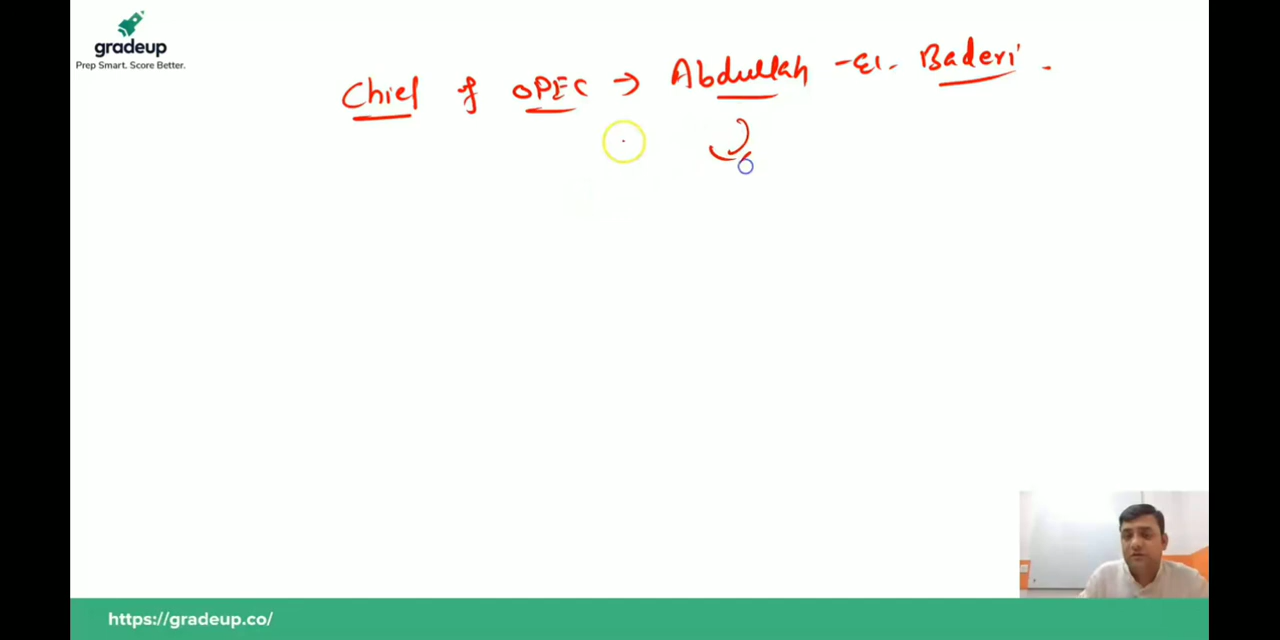 gradeup
Prep Smart. Score Better.
Chief of OPEC → Abdullah -El. Baderi.
https://gradeup.co/